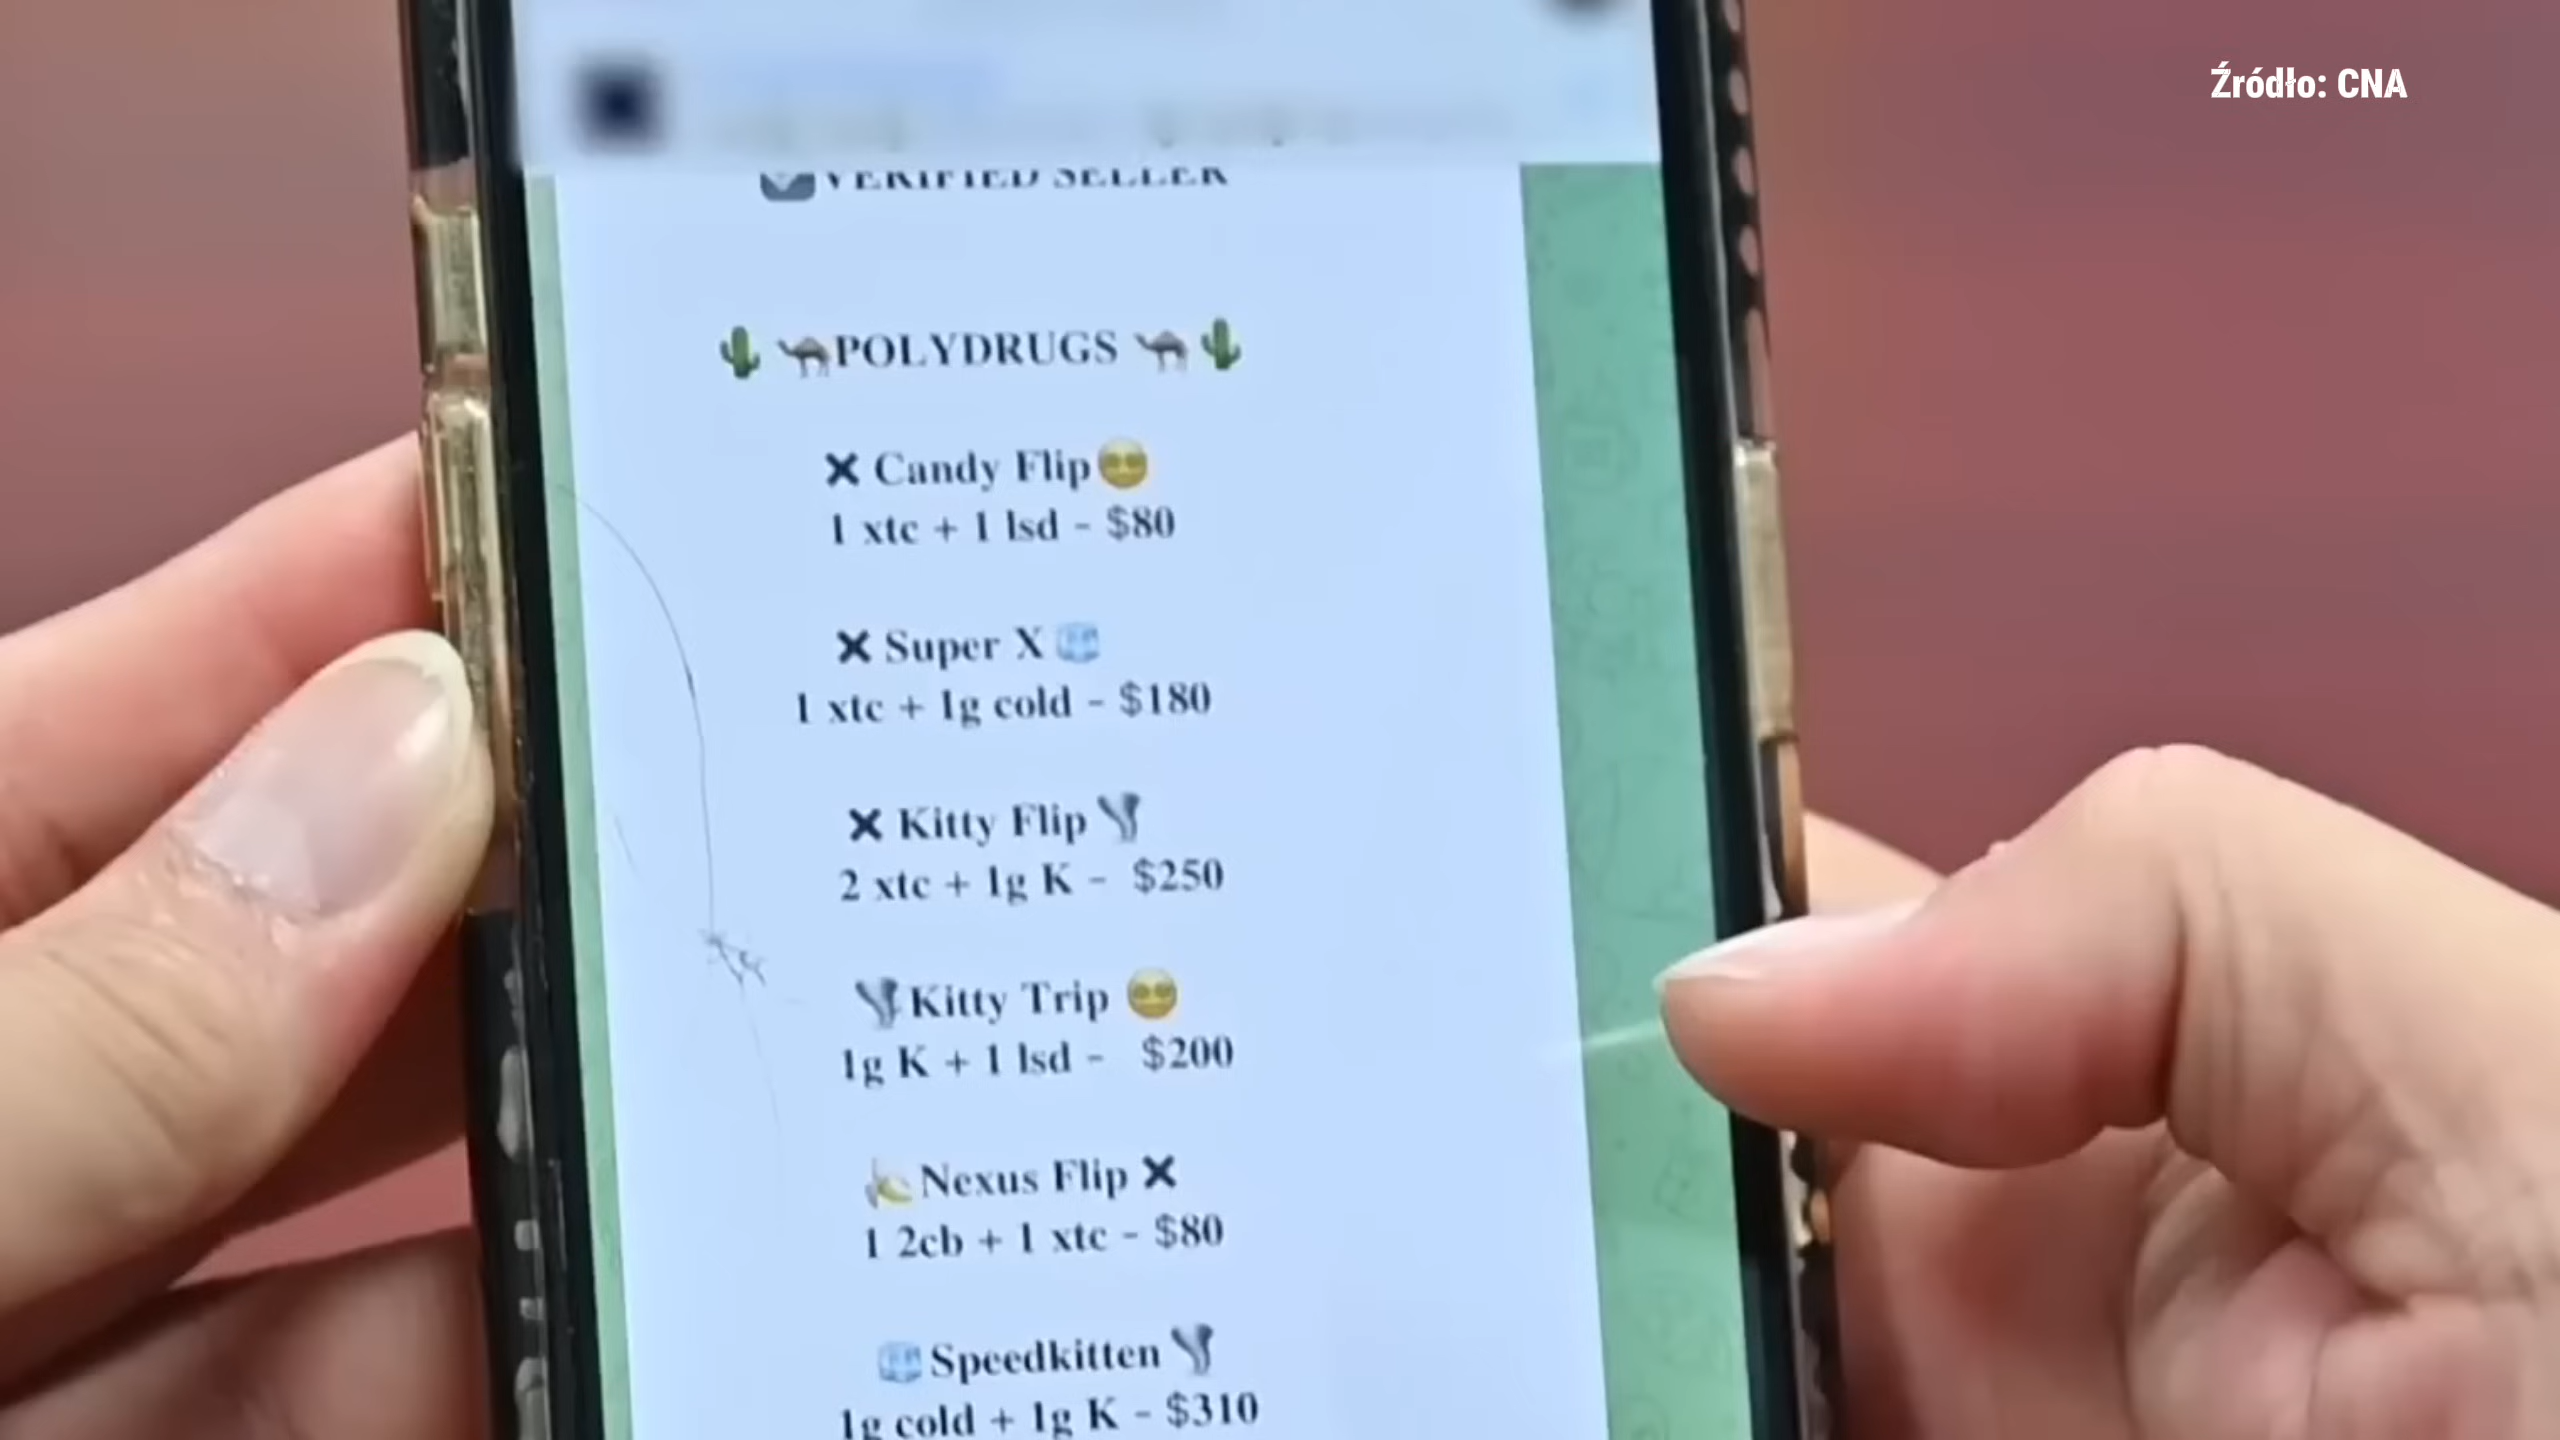 Źródło: CNA
VERIFIED SELLER
🌵 🐪POLYDRUGS 🐪🌵
❌ Candy Flip😵‍💫
1 xtc + 1 lsd - $80
❌ Super X 🧊
1 xtc + 1g cold - $180
❌ Kitty Flip
2 xtc + 1g K - $250
Kitty Trip 😵‍💫
1g K + 1 lsd - $200
🍌Nexus Flip ❌
1 2cb + 1 xtc - $80
🧊Speedkitten
1g cold + 1g K - $310